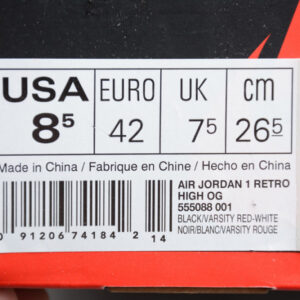 USA EURO UK cm
8⁵ 42 7⁵ 26⁵
Made in China / Fabrique en Chine / Hecho en China
AIR JORDAN 1 RETRO
HIGH OG
555088 001
BLACK/VARSITY RED-WHITE
NOIR/BLANC/VARSITY ROUGE
0 91206 74184 2 14